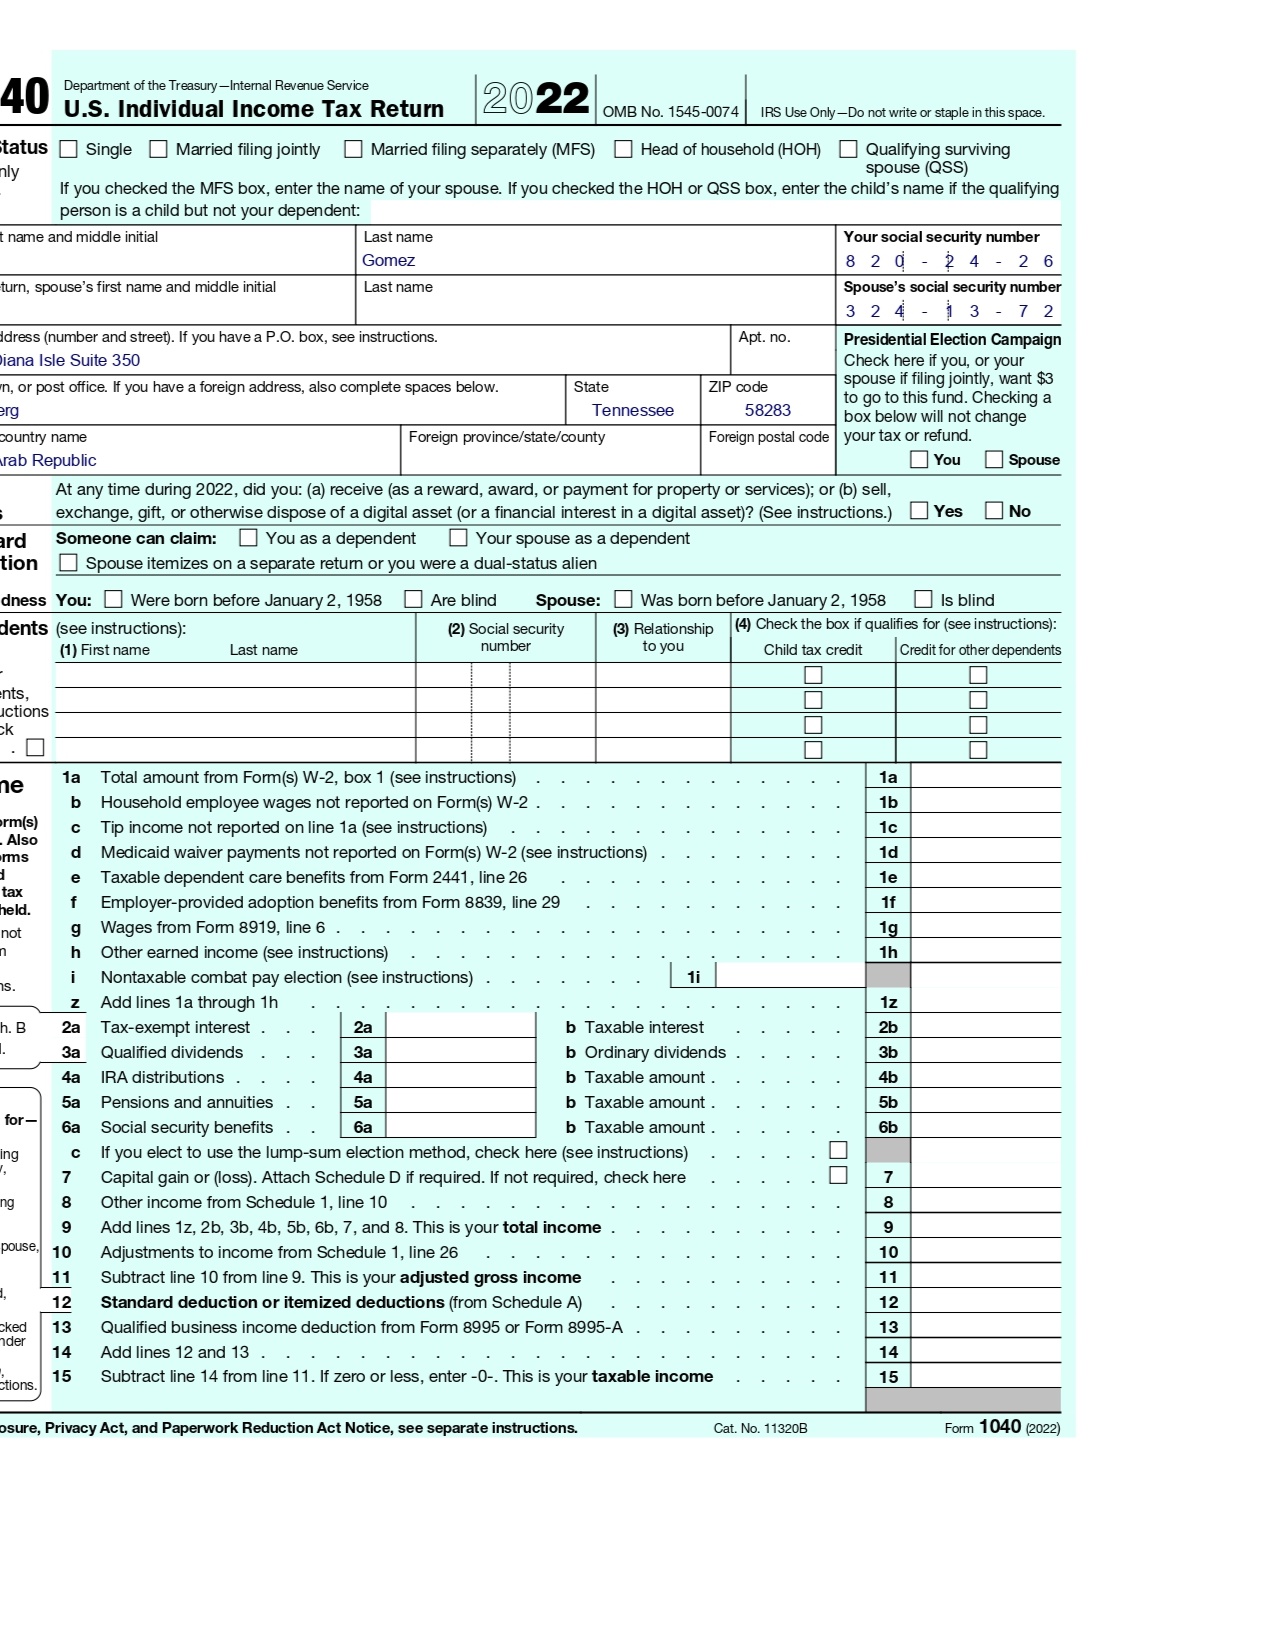 40 Department of the Treasury—Internal Revenue Service
U.S. Individual Income Tax Return 2022 OMB No. 1545-0074 IRS Use Only—Do not write or staple in this space.
Status Single Married filing jointly Married filing separately (MFS) Head of household (HOH) Qualifying surviving
spouse (QSS)
If you checked the MFS box, enter the name of your spouse. If you checked the HOH or QSS box, enter the child's name if the qualifying
person is a child but not your dependent:
t name and middle initial Last name Your social security number
Gomez 8 2 0 - 2 4 - 2 6
eturn, spouse's first name and middle initial Last name Spouse's social security number
3 2 4 - 1 3 - 7 2
ddress (number and street). If you have a P.O. box, see instructions. Apt. no.
Diana Isle Suite 350
wn, or post office. If you have a foreign address, also complete spaces below. State ZIP code
erg Tennessee 58283
country name Foreign province/state/county Foreign postal code
Arab Republic
Presidential Election Campaign
Check here if you, or your
spouse if filing jointly, want $3
to go to this fund. Checking a
box below will not change
your tax or refund.
You Spouse
At any time during 2022, did you: (a) receive (as a reward, award, or payment for property or services); or (b) sell,
s exchange, gift, or otherwise dispose of a digital asset (or a financial interest in a digital asset)? (See instructions.) Yes No
ard Someone can claim: You as a dependent Your spouse as a dependent
tion Spouse itemizes on a separate return or you were a dual-status alien
dness You: Were born before January 2, 1958 Are blind Spouse: Was born before January 2, 1958 Is blind
dents (see instructions): (2) Social security number (3) Relationship to you (4) Check the box if qualifies for (see instructions):
(1) First name Last name Child tax credit Credit for other dependents
ents,
uctions
ck
.
me 1a Total amount from Form(s) W-2, box 1 (see instructions) 1a
b Household employee wages not reported on Form(s) W-2 1b
orm(s) c Tip income not reported on line 1a (see instructions) 1c
. Also
orms d Medicaid waiver payments not reported on Form(s) W-2 (see instructions) 1d
d e Taxable dependent care benefits from Form 2441, line 26 1e
tax
held. f Employer-provided adoption benefits from Form 8839, line 29 1f
not g Wages from Form 8919, line 6 1g
m h Other earned income (see instructions) 1h
ns. i Nontaxable combat pay election (see instructions) 1i
z Add lines 1a through 1h 1z
h. B 2a Tax-exempt interest 2a b Taxable interest 2b
l. 3a Qualified dividends 3a b Ordinary dividends 3b
4a IRA distributions 4a b Taxable amount 4b
for— 5a Pensions and annuities 5a b Taxable amount 5b
6a Social security benefits 6a b Taxable amount 6b
ing c If you elect to use the lump-sum election method, check here (see instructions)
y, 7 Capital gain or (loss). Attach Schedule D if required. If not required, check here 7
ng 8 Other income from Schedule 1, line 10 8
9 Add lines 1z, 2b, 3b, 4b, 5b, 6b, 7, and 8. This is your total income 9
pouse, 10 Adjustments to income from Schedule 1, line 26 10
11 Subtract line 10 from line 9. This is your adjusted gross income 11
d, 12 Standard deduction or itemized deductions (from Schedule A) 12
cked 13 Qualified business income deduction from Form 8995 or Form 8995-A 13
nder
14 Add lines 12 and 13 14
, 15 Subtract line 14 from line 11. If zero or less, enter -0-. This is your taxable income 15
ctions.
osure, Privacy Act, and Paperwork Reduction Act Notice, see separate instructions. Cat. No. 11320B Form 1040 (2022)